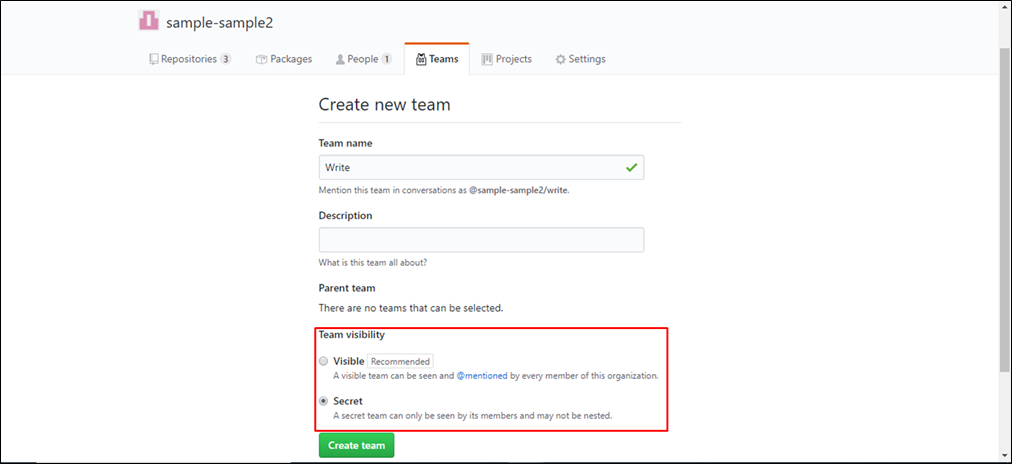 sample-sample2
Repositories 3 Packages People 1 Teams Projects Settings
Create new team
Team name
Write
Mention this team in conversations as @sample-sample2/write.
Description
What is this team all about?
Parent team
There are no teams that can be selected.
Team visibility
Visible Recommended
A visible team can be seen and @mentioned by every member of this organization.
Secret
A secret team can only be seen by its members and may not be nested.
Create team